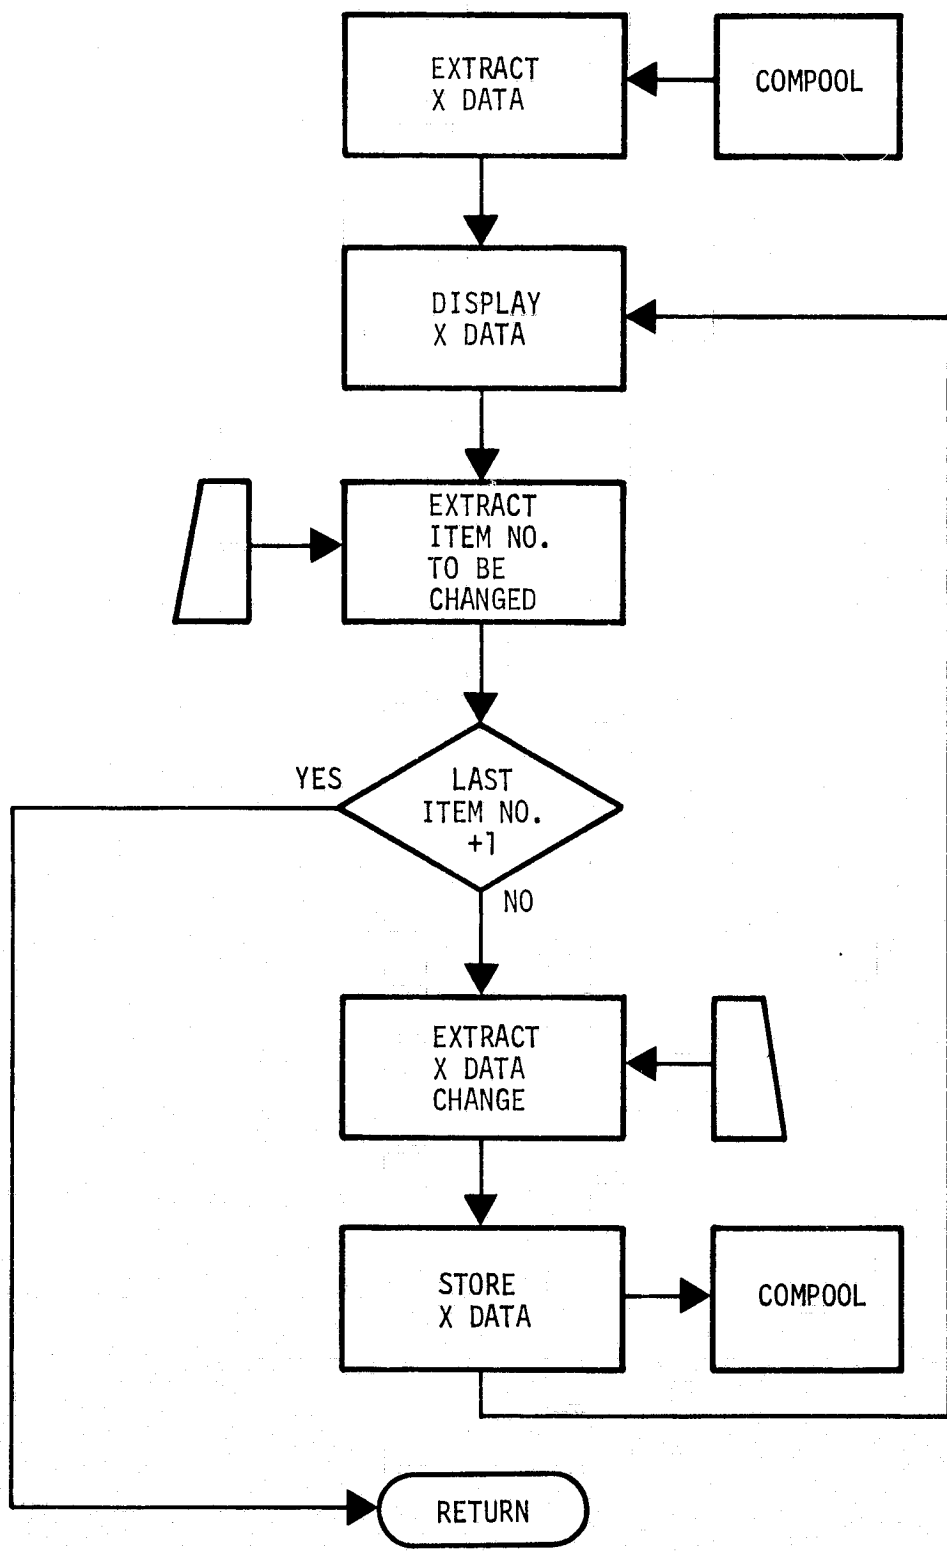 EXTRACT
X DATA
COMPOOL
DISPLAY
X DATA
EXTRACT
ITEM NO.
TO BE
CHANGED
YES
LAST
ITEM NO.
+1
NO
EXTRACT
X DATA
CHANGE
STORE
X DATA
COMPOOL
RETURN